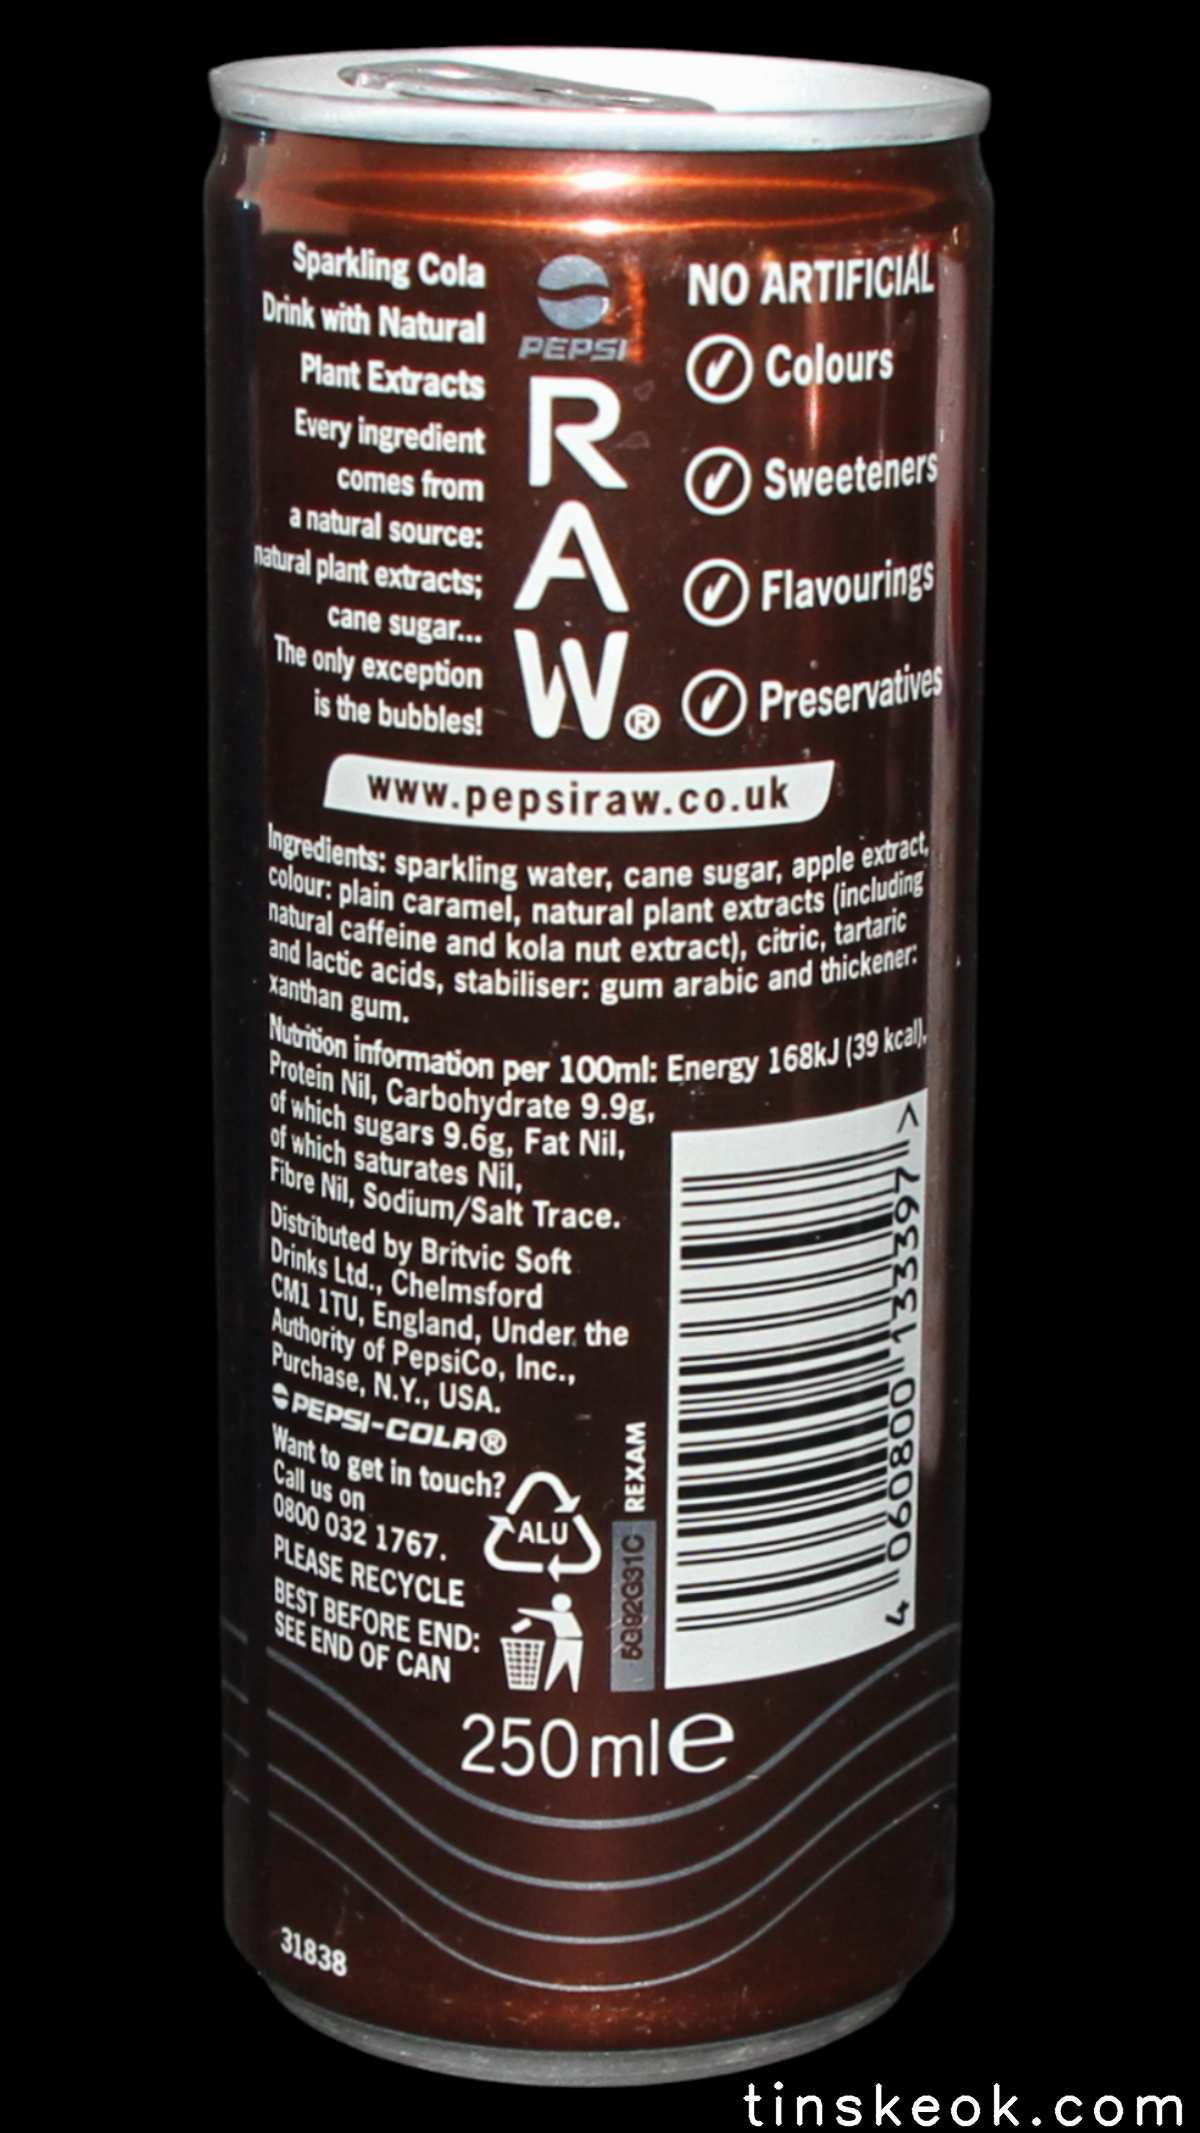 Sparkling Cola
Drink with Natural
Plant Extracts
Every ingredient
comes from
a natural source:
natural plant extracts;
cane sugar...
The only exception
is the bubbles!
PEPSI
RAW®
NO ARTIFICIAL
Colours
Sweeteners
Flavourings
Preservatives
www.pepsiraw.co.uk
Ingredients: sparkling water, cane sugar, apple extract,
colour: plain caramel, natural plant extracts (including
natural caffeine and kola nut extract), citric, tartaric
and lactic acids, stabiliser: gum arabic and thickener:
xanthan gum.
Nutrition information per 100ml: Energy 168kJ (39 kcal),
Protein Nil, Carbohydrate 9.9g,
of which sugars 9.6g, Fat Nil,
of which saturates Nil,
Fibre Nil, Sodium/Salt Trace.
Distributed by Britvic Soft
Drinks Ltd., Chelmsford
CM1 1TU, England, Under the
Authority of PepsiCo, Inc.,
Purchase, N.Y., USA.
PEPSI-COLA®
Want to get in touch?
Call us on
0800 032 1767.
PLEASE RECYCLE
BEST BEFORE END:
SEE END OF CAN
ALU
REXAM
5G92G31C
4 060800 133397 >
250 ml e
31838
tinskeok.com